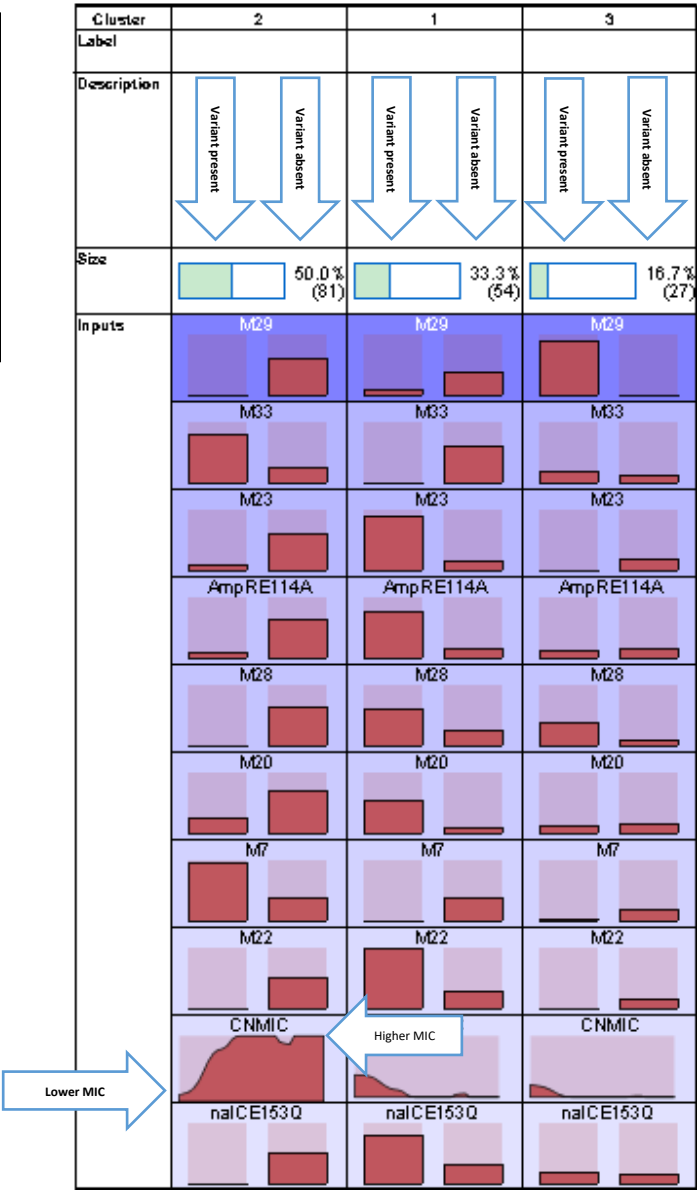 Cluster 2 1 3
Label
Description
Variant present Variant absent Variant present Variant absent Variant present Variant absent
Size
50.0% 33.3% 16.7%
(81) (54) (27)
Inputs
M29 M29 M29
M33 M33 M33
M23 M23 M23
AmpRE114A AmpRE114A AmpRE114A
M28 M28 M28
M20 M20 M20
M7 M7 M7
M22 M22 M22
CNMIC CNMIC
Higher MIC
Lower MIC
nalCE153Q nalCE153Q nalCE153Q